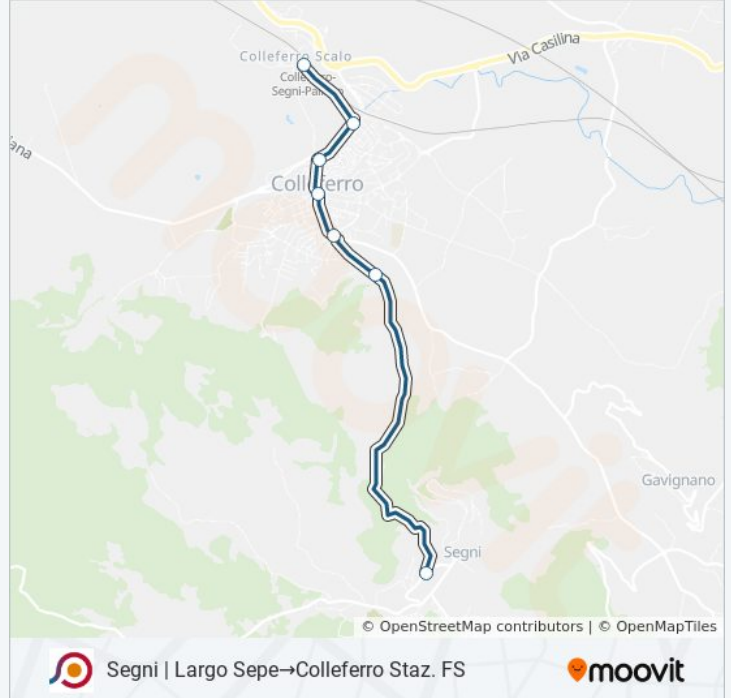 Colleferro Scalo
Via Casilina
Colleferro-
Segni-Paliano
iana
Colleferro
Gavignano
Segni
© OpenStreetMap contributors | © OpenMapTiles
Segni | Largo Sepe→Colleferro Staz. FS
moovit